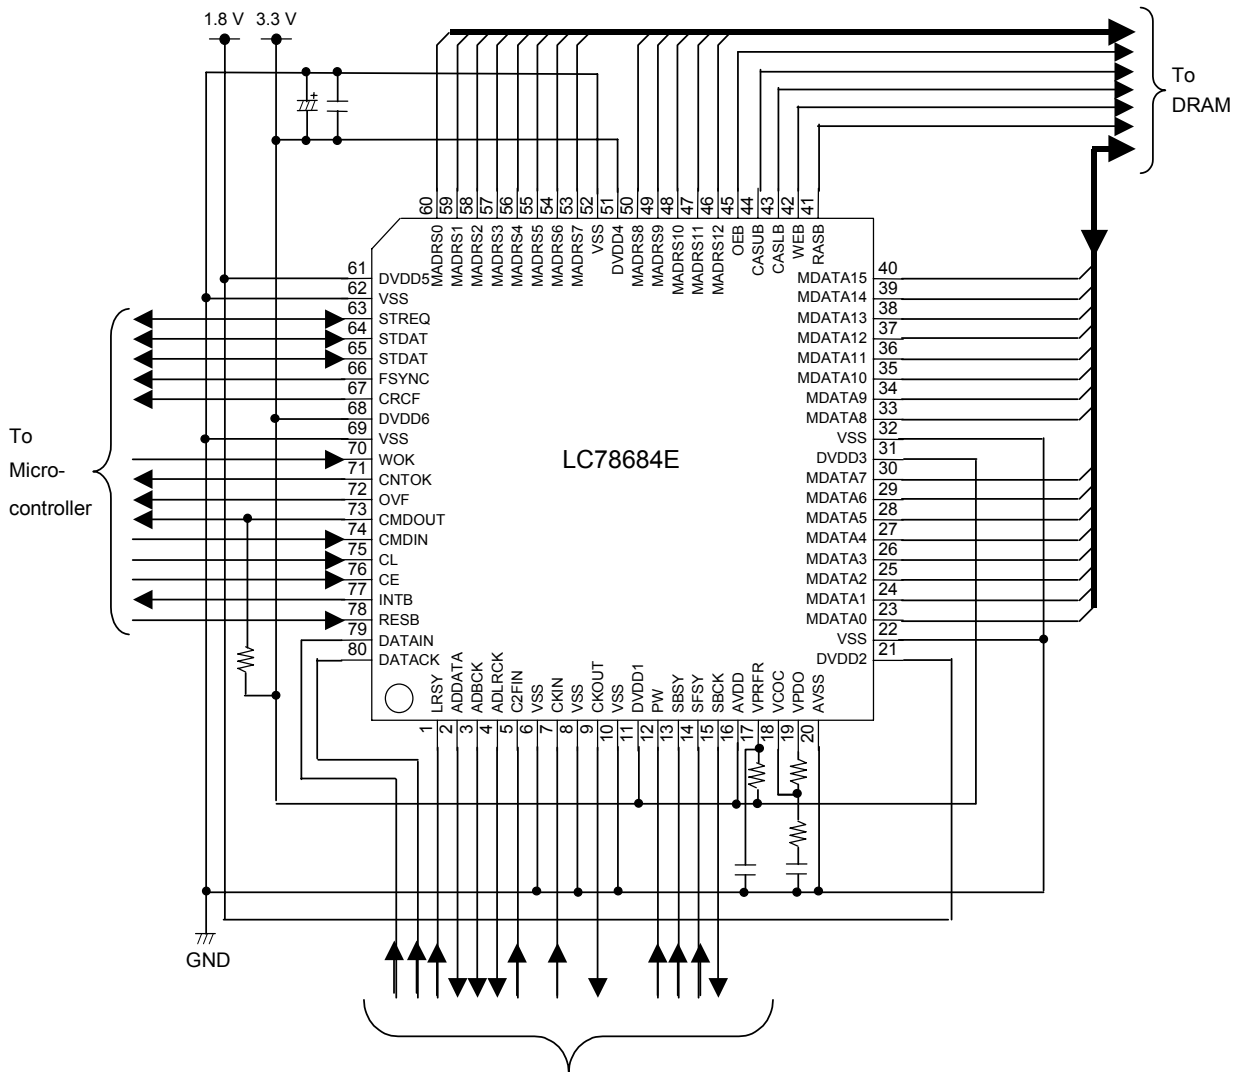 1.8 V 3.3 V
To
DRAM
60 59 58 57 56 55 54 53 52 51 50 49 48 47 46 45 44 43 42 41
MADRS0
MADRS1
MADRS2
MADRS3
MADRS4
MADRS5
MADRS6
MADRS7
VSS
DVDD4
MADRS8
MADRS9
MADRS10
MADRS11
MADRS12
OEB
CASUB
CASLB
WEB
RASB
61 DVDD5
62 VSS
63 STREQ
64 STDAT
65 STDAT
66 FSYNC
67 CRCF
68 DVDD6
69 VSS
70 WOK
71 CNTOK
72 OVF
73 CMDOUT
74 CMDIN
75 CL
76 CE
77 INTB
78 RESB
79 DATAIN
80 DATACK
To
Micro-
controller
LC78684E
MDATA15 40
MDATA14 39
MDATA13 38
MDATA12 37
MDATA11 36
MDATA10 35
MDATA9 34
MDATA8 33
VSS 32
DVDD3 31
MDATA7 30
MDATA6 29
MDATA5 28
MDATA4 27
MDATA3 26
MDATA2 25
MDATA1 24
MDATA0 23
VSS 22
DVDD2 21
LRSY
ADDATA
ADBCK
ADLRCK
C2FIN
VSS
CKIN
VSS
CKOUT
VSS
DVDD1
PW
SBSY
SFSY
SBCK
AVDD
VPRFR
VCOC
VPDO
AVSS
1 2 3 4 5 6 7 8 9 10 11 12 13 14 15 16 17 18 19 20
GND